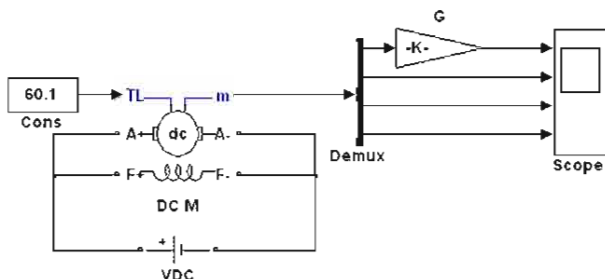 G
-K-
60.1
TL
m
Cons
A+
dc
A-
Demux
Scope
F+
F-
DC M
+
VDC